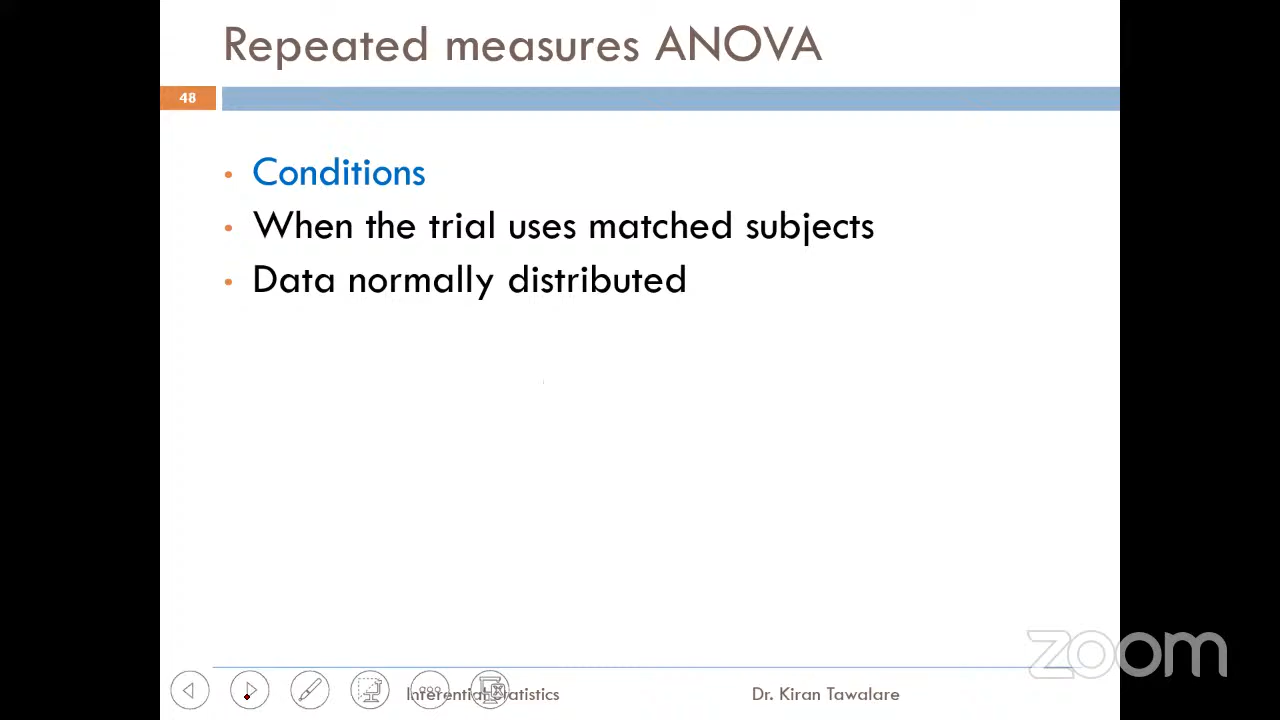 Repeated measures ANOVA
48
• Conditions
• When the trial uses matched subjects
• Data normally distributed
zoom
Inferential Statistics
Dr. Kiran Tawalare